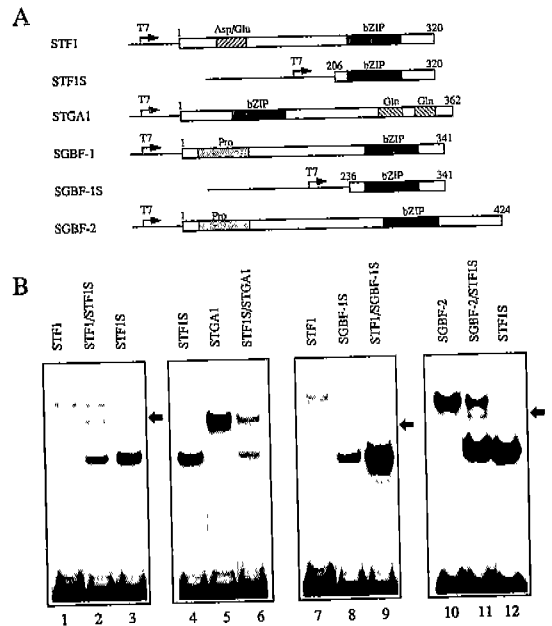 A
STF1 T7 1 Asp/Glu bZIP 320
STF1S T7 206 bZIP 320
STGA1 T7 1 bZIP Gln Gln 362
SGBF-1 T7 1 Pro bZIP 341
SGBF-1S T7 236 bZIP 341
SGBF-2 T7 1 Pro bZIP 424
B
STF1 STF1/STF1S STF1S STF1S STGA1 STF1S/STGA1 STF1 SGBF-1S STF1/SGBF-1S SGBF-2 SGBF-2/STF1S STF1S
1 2 3 4 5 6 7 8 9 10 11 12